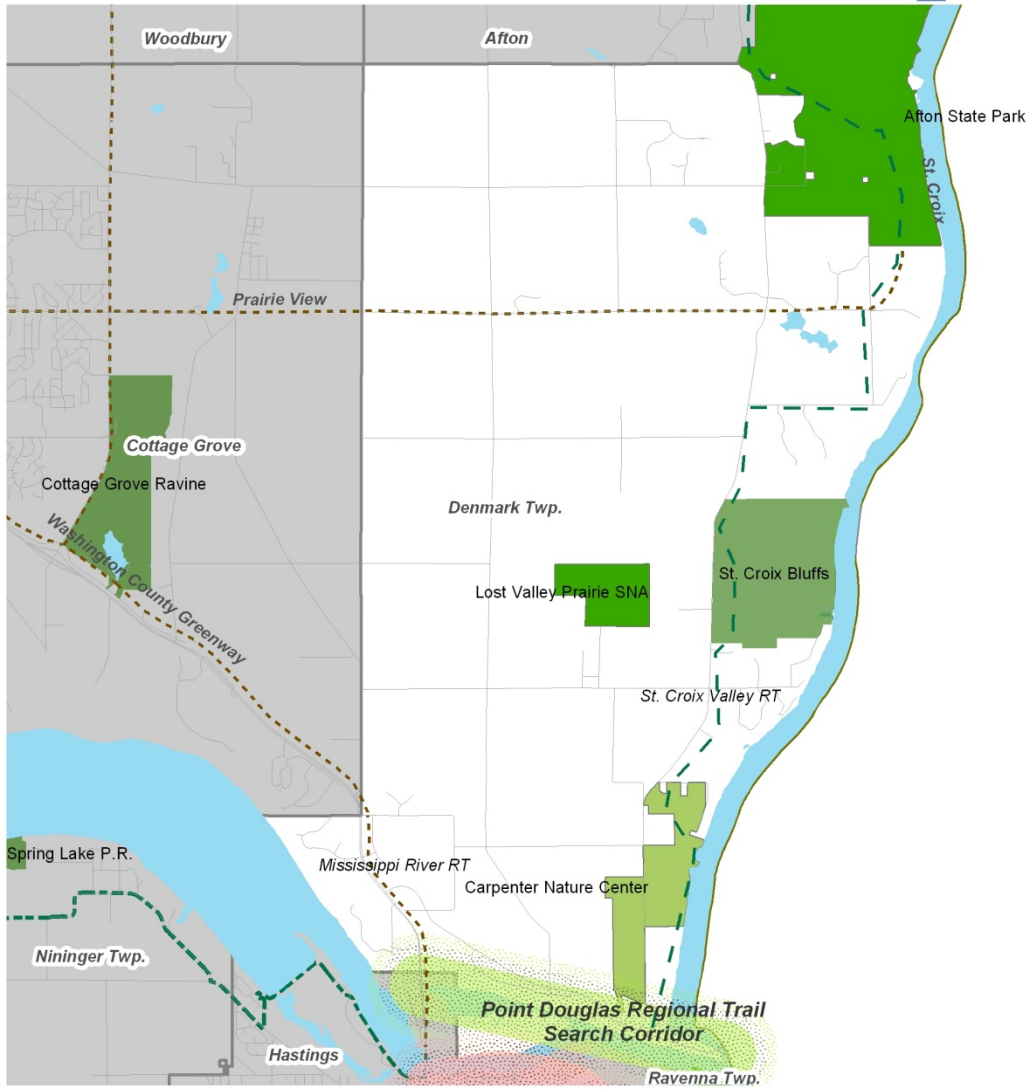 Woodbury
Afton
Afton State Park
St. Croix
Prairie View
Cottage Grove
Cottage Grove Ravine
Denmark Twp.
Washington County Greenway
St. Croix Bluffs
Lost Valley Prairie SNA
St. Croix Valley RT
Spring Lake P.R.
Mississippi River RT
Carpenter Nature Center
Nininger Twp.
Point Douglas Regional Trail
Search Corridor
Hastings
Ravenna Twp.